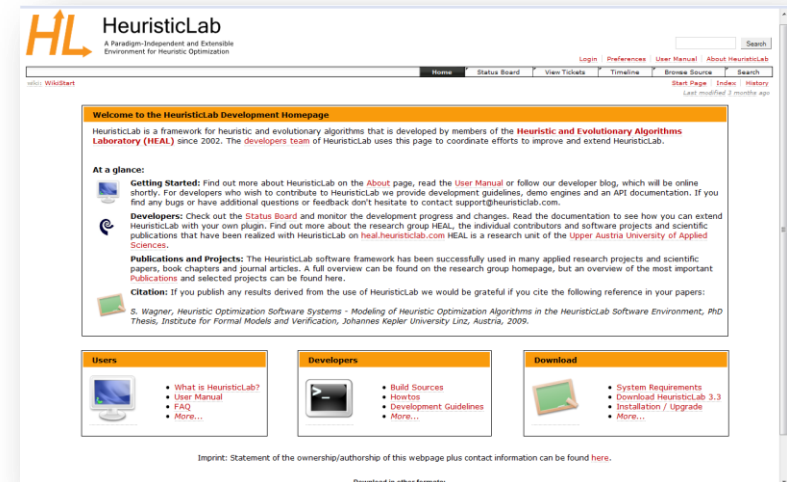 HL HeuristicLab
A Paradigm-Independent and Extensible
Environment for Heuristic Optimization
Search
Login Preferences User Manual About HeuristicLab
Home Status Board View Tickets Timeline Browse Source Search
wiki: WikiStart
Start Page Index History
Last modified 3 months ago
Welcome to the HeuristicLab Development Homepage
HeuristicLab is a framework for heuristic and evolutionary algorithms that is developed by members of the Heuristic and Evolutionary Algorithms
Laboratory (HEAL) since 2002. The developers team of HeuristicLab uses this page to coordinate efforts to improve and extend HeuristicLab.
At a glance:
Getting Started: Find out more about HeuristicLab on the About page, read the User Manual or follow our developer blog, which will be online
shortly. For developers who wish to contribute to HeuristicLab we provide development guidelines, demo engines and an API documentation. If you
find any bugs or have additional questions or feedback don't hesitate to contact support@heuristiclab.com.
Developers: Check out the Status Board and monitor the development progress and changes. Read the documentation to see how you can extend
HeuristicLab with your own plugin. Find out more about the research group HEAL, the individual contributors and software projects and scientific
publications that have been realized with HeuristicLab on heal.heuristiclab.com HEAL is a research unit of the Upper Austria University of Applied
Sciences.
Publications and Projects: The HeuristicLab software framework has been successfully used in many applied research projects and scientific
papers, book chapters and journal articles. A full overview can be found on the research group homepage, but an overview of the most important
Publications and selected projects can be found here.
Citation: If you publish any results derived from the use of HeuristicLab we would be grateful if you cite the following reference in your papers:
S. Wagner, Heuristic Optimization Software Systems - Modeling of Heuristic Optimization Algorithms in the HeuristicLab Software Environment, PhD
Thesis, Institute for Formal Models and Verification, Johannes Kepler University Linz, Austria, 2009.
Users
• What is HeuristicLab?
• User Manual
• FAQ
• More...
Developers
• Build Sources
• Howtos
• Development Guidelines
• More...
Download
• System Requirements
• Download HeuristicLab 3.3
• Installation / Upgrade
• More...
Imprint: Statement of the ownership/authorship of this webpage plus contact information can be found here.
Download in other formats: